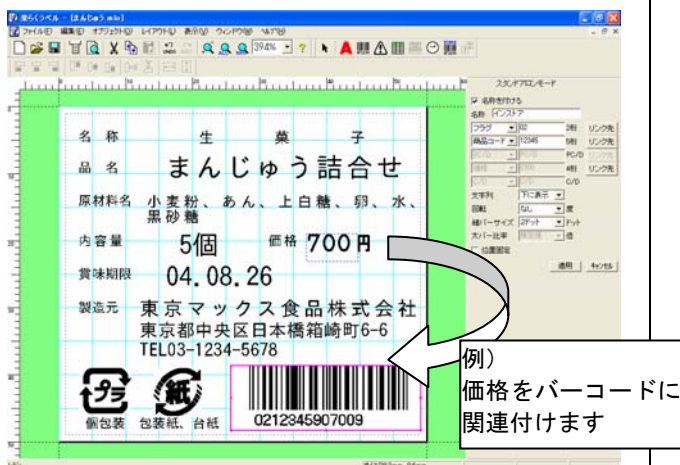 楽らくラベル - [まんじゅう.mlo]
ファイル(F) 編集(E) オブジェクト(O) レイアウト(L) 表示(V) ウィンドウ(W) ヘルプ(H)
394%
スタンドアロンモード
名称を付ける
名称 インストア
フラグ 02 2桁 リンク先
商品コード 12345 5桁 リンク先
PC/D
4桁 リンク先
C/D
文字列 下に表示
回転 なし 度
細バーサイズ 2ドット ドット
太バー比率 倍
位置固定
適用 キャンセル
名 称 生 菓 子
品 名 まんじゅう詰合せ
原材料名 小麦粉、あん、上白糖、卵、水、
黒砂糖
内容量 5個 価格 700円
賞味期限 04.08.26
製造元 東京マックス食品株式会社
東京都中央区日本橋箱崎町6-6
TEL03-1234-5678
プラ 紙
個包装 包装紙、台紙
0212345907009
例）
価格をバーコードに
関連付けます